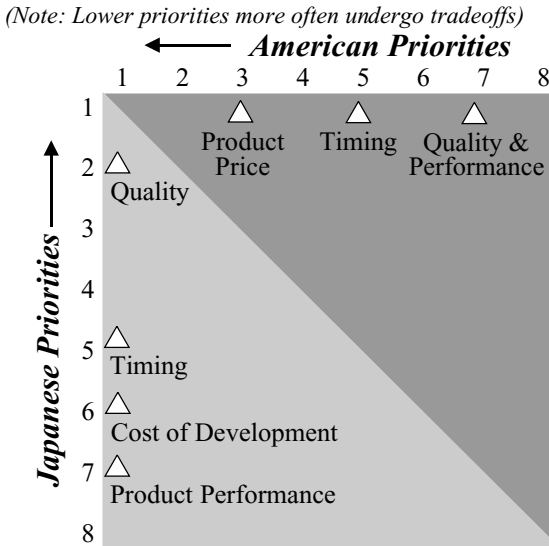 (Note: Lower priorities more often undergo tradeoffs)
American Priorities
1 2 3 4 5 6 7 8
Japanese Priorities
1
2
3
4
5
6
7
8
Product
Price
Timing
Quality &
Performance
Quality
Timing
Cost of Development
Product Performance